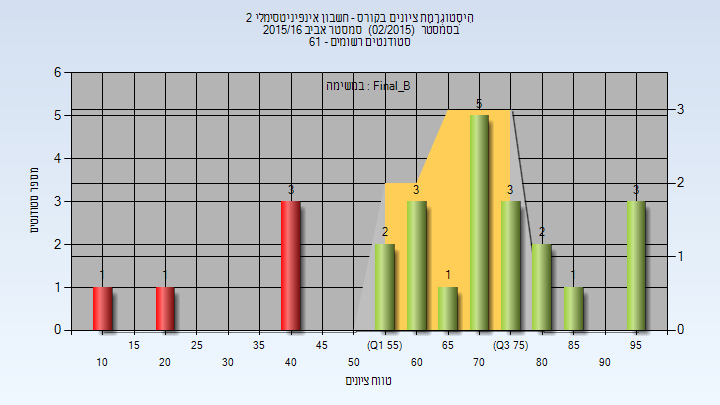 היסטוגרמת ציונים בקורס - חשבון אינפיניטסימלי 2
בסמסטר (02/2015) סמסטר אביב 2015/16
סטודנטים רשומים - 61
במשימה : Final_B
מספר סטודנטים
6
5
4
3
2
1
0
3
2
1
0
1
1
3
2
3
1
5
3
2
1
3
15 25 35 45 (Q1 55) 65 (Q3 75) 85 95
10 20 30 40 50 60 70 80 90
טווח ציונים